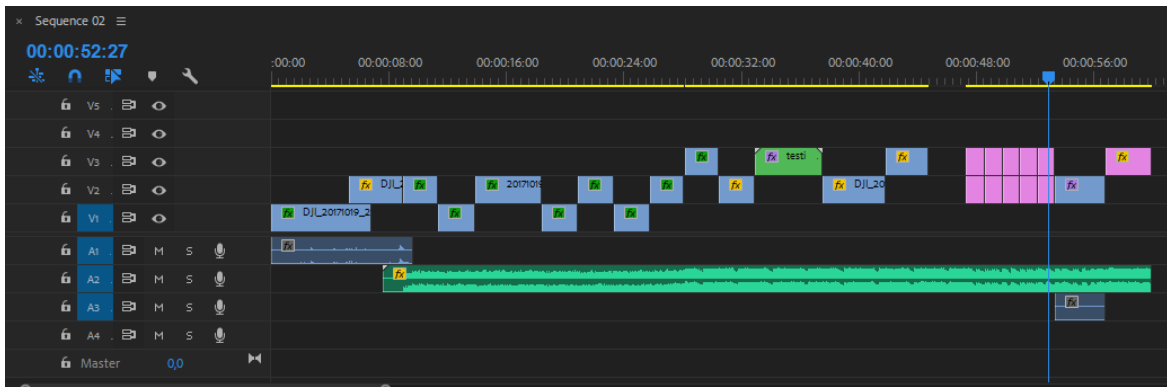 × Sequence 02 ☰
00:00:52:27
:00:00 00:00:08:00 00:00:16:00 00:00:24:00 00:00:32:00 00:00:40:00 00:00:48:00 00:00:56:00
V5
V4
V3 fx fx testi fx fx
V2 fx DJI_2 fx fx 2017101 fx fx fx fx DJI_20 fx
V1 fx DJI_20171019_2 fx fx fx
A1 M S fx
A2 M S fx
A3 M S fx
A4 M S
Master 0,0